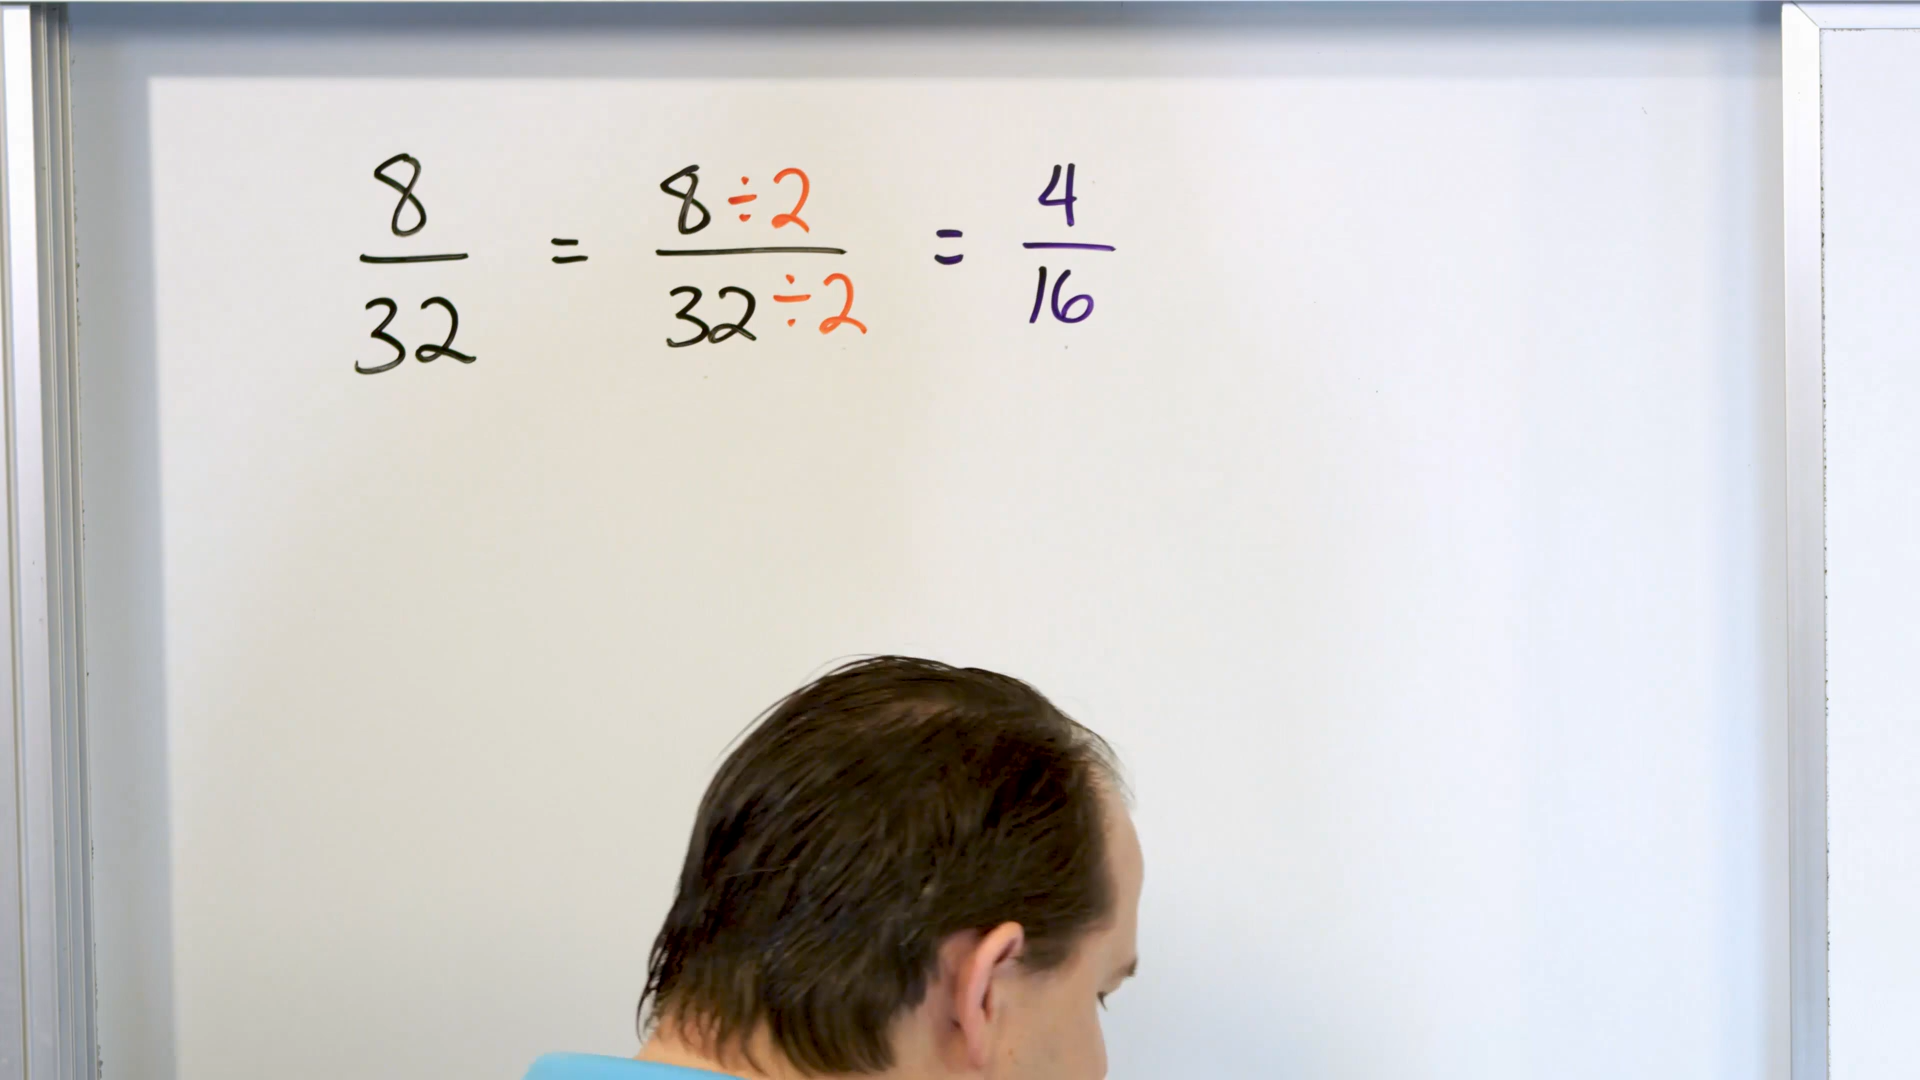 8/32 = 8÷2/32÷2 = 4/16